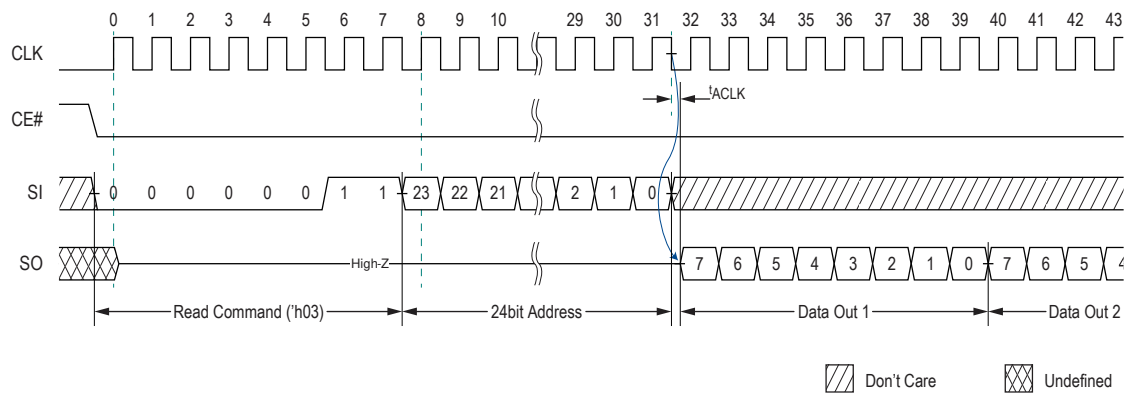 0 1 2 3 4 5 6 7 8 9 10 29 30 31 32 33 34 35 36 37 38 39 40 41 42 43
CLK
tACLK
CE#
SI 0 0 0 0 0 0 1 1 23 22 21 2 1 0
SO High-Z 7 6 5 4 3 2 1 0 7 6 5 4
Read Command ('h03) 24bit Address Data Out 1 Data Out 2
Don't Care Undefined